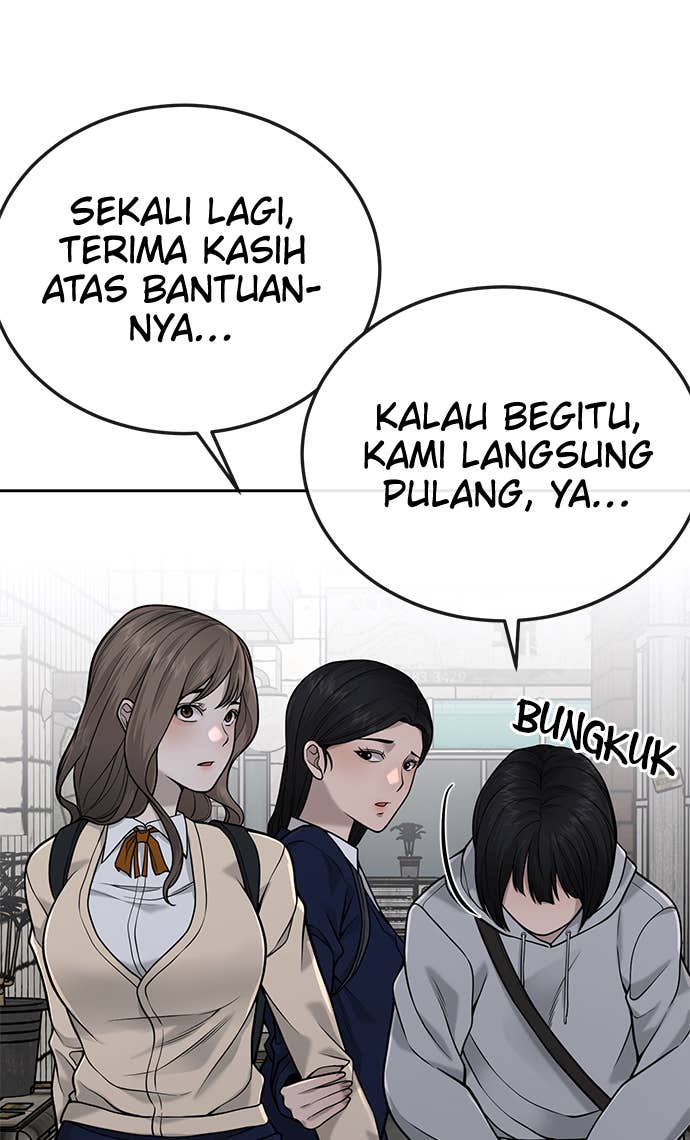 SEKALI LAGI,
TERIMA KASIH
ATAS BANTUAN-
NYA...
KALAU BEGITU,
KAMI LANGSUNG
PULANG, YA...
BUNGKUK